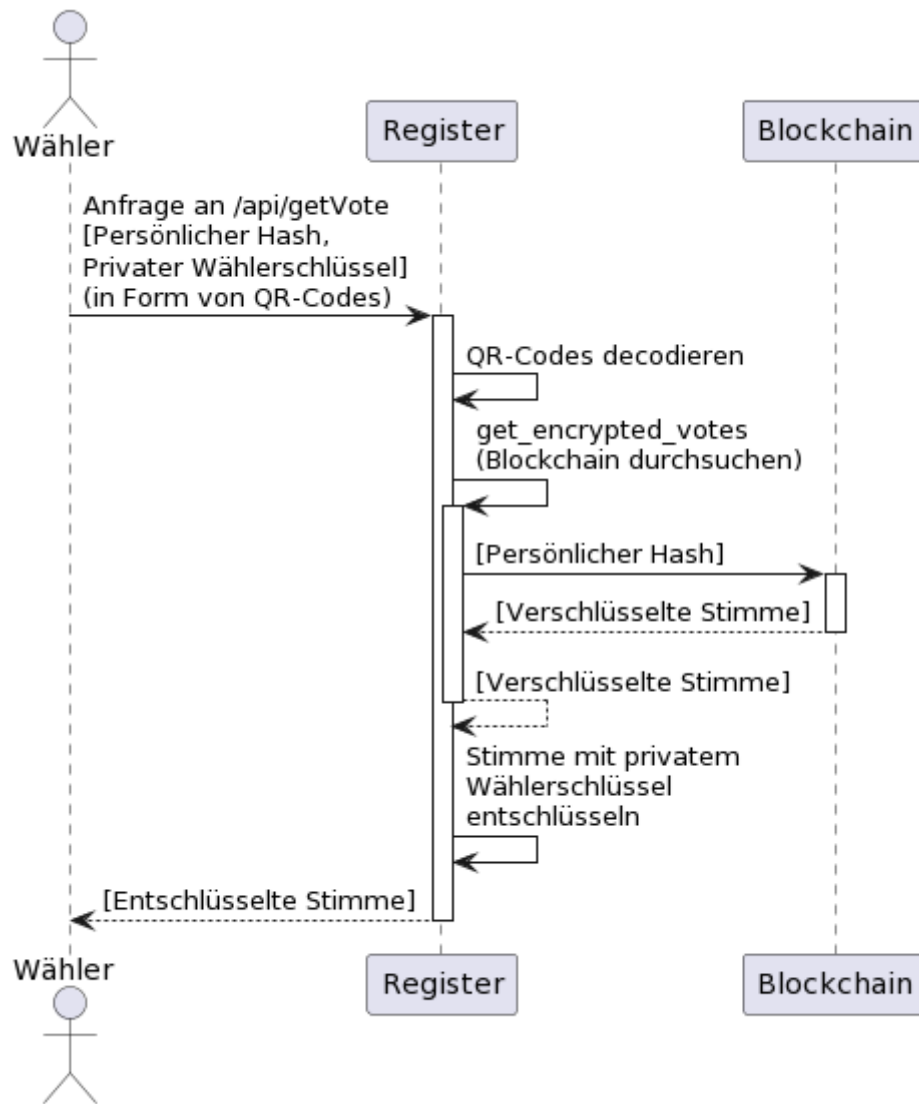 Wähler
Register
Blockchain
Anfrage an /api/getVote
[Persönlicher Hash,
Privater Wählerschlüssel]
(in Form von QR-Codes)
QR-Codes decodieren
get_encrypted_votes
(Blockchain durchsuchen)
[Persönlicher Hash]
[Verschlüsselte Stimme]
[Verschlüsselte Stimme]
Stimme mit privatem
Wählerschlüssel
entschlüsseln
[Entschlüsselte Stimme]
Wähler
Register
Blockchain